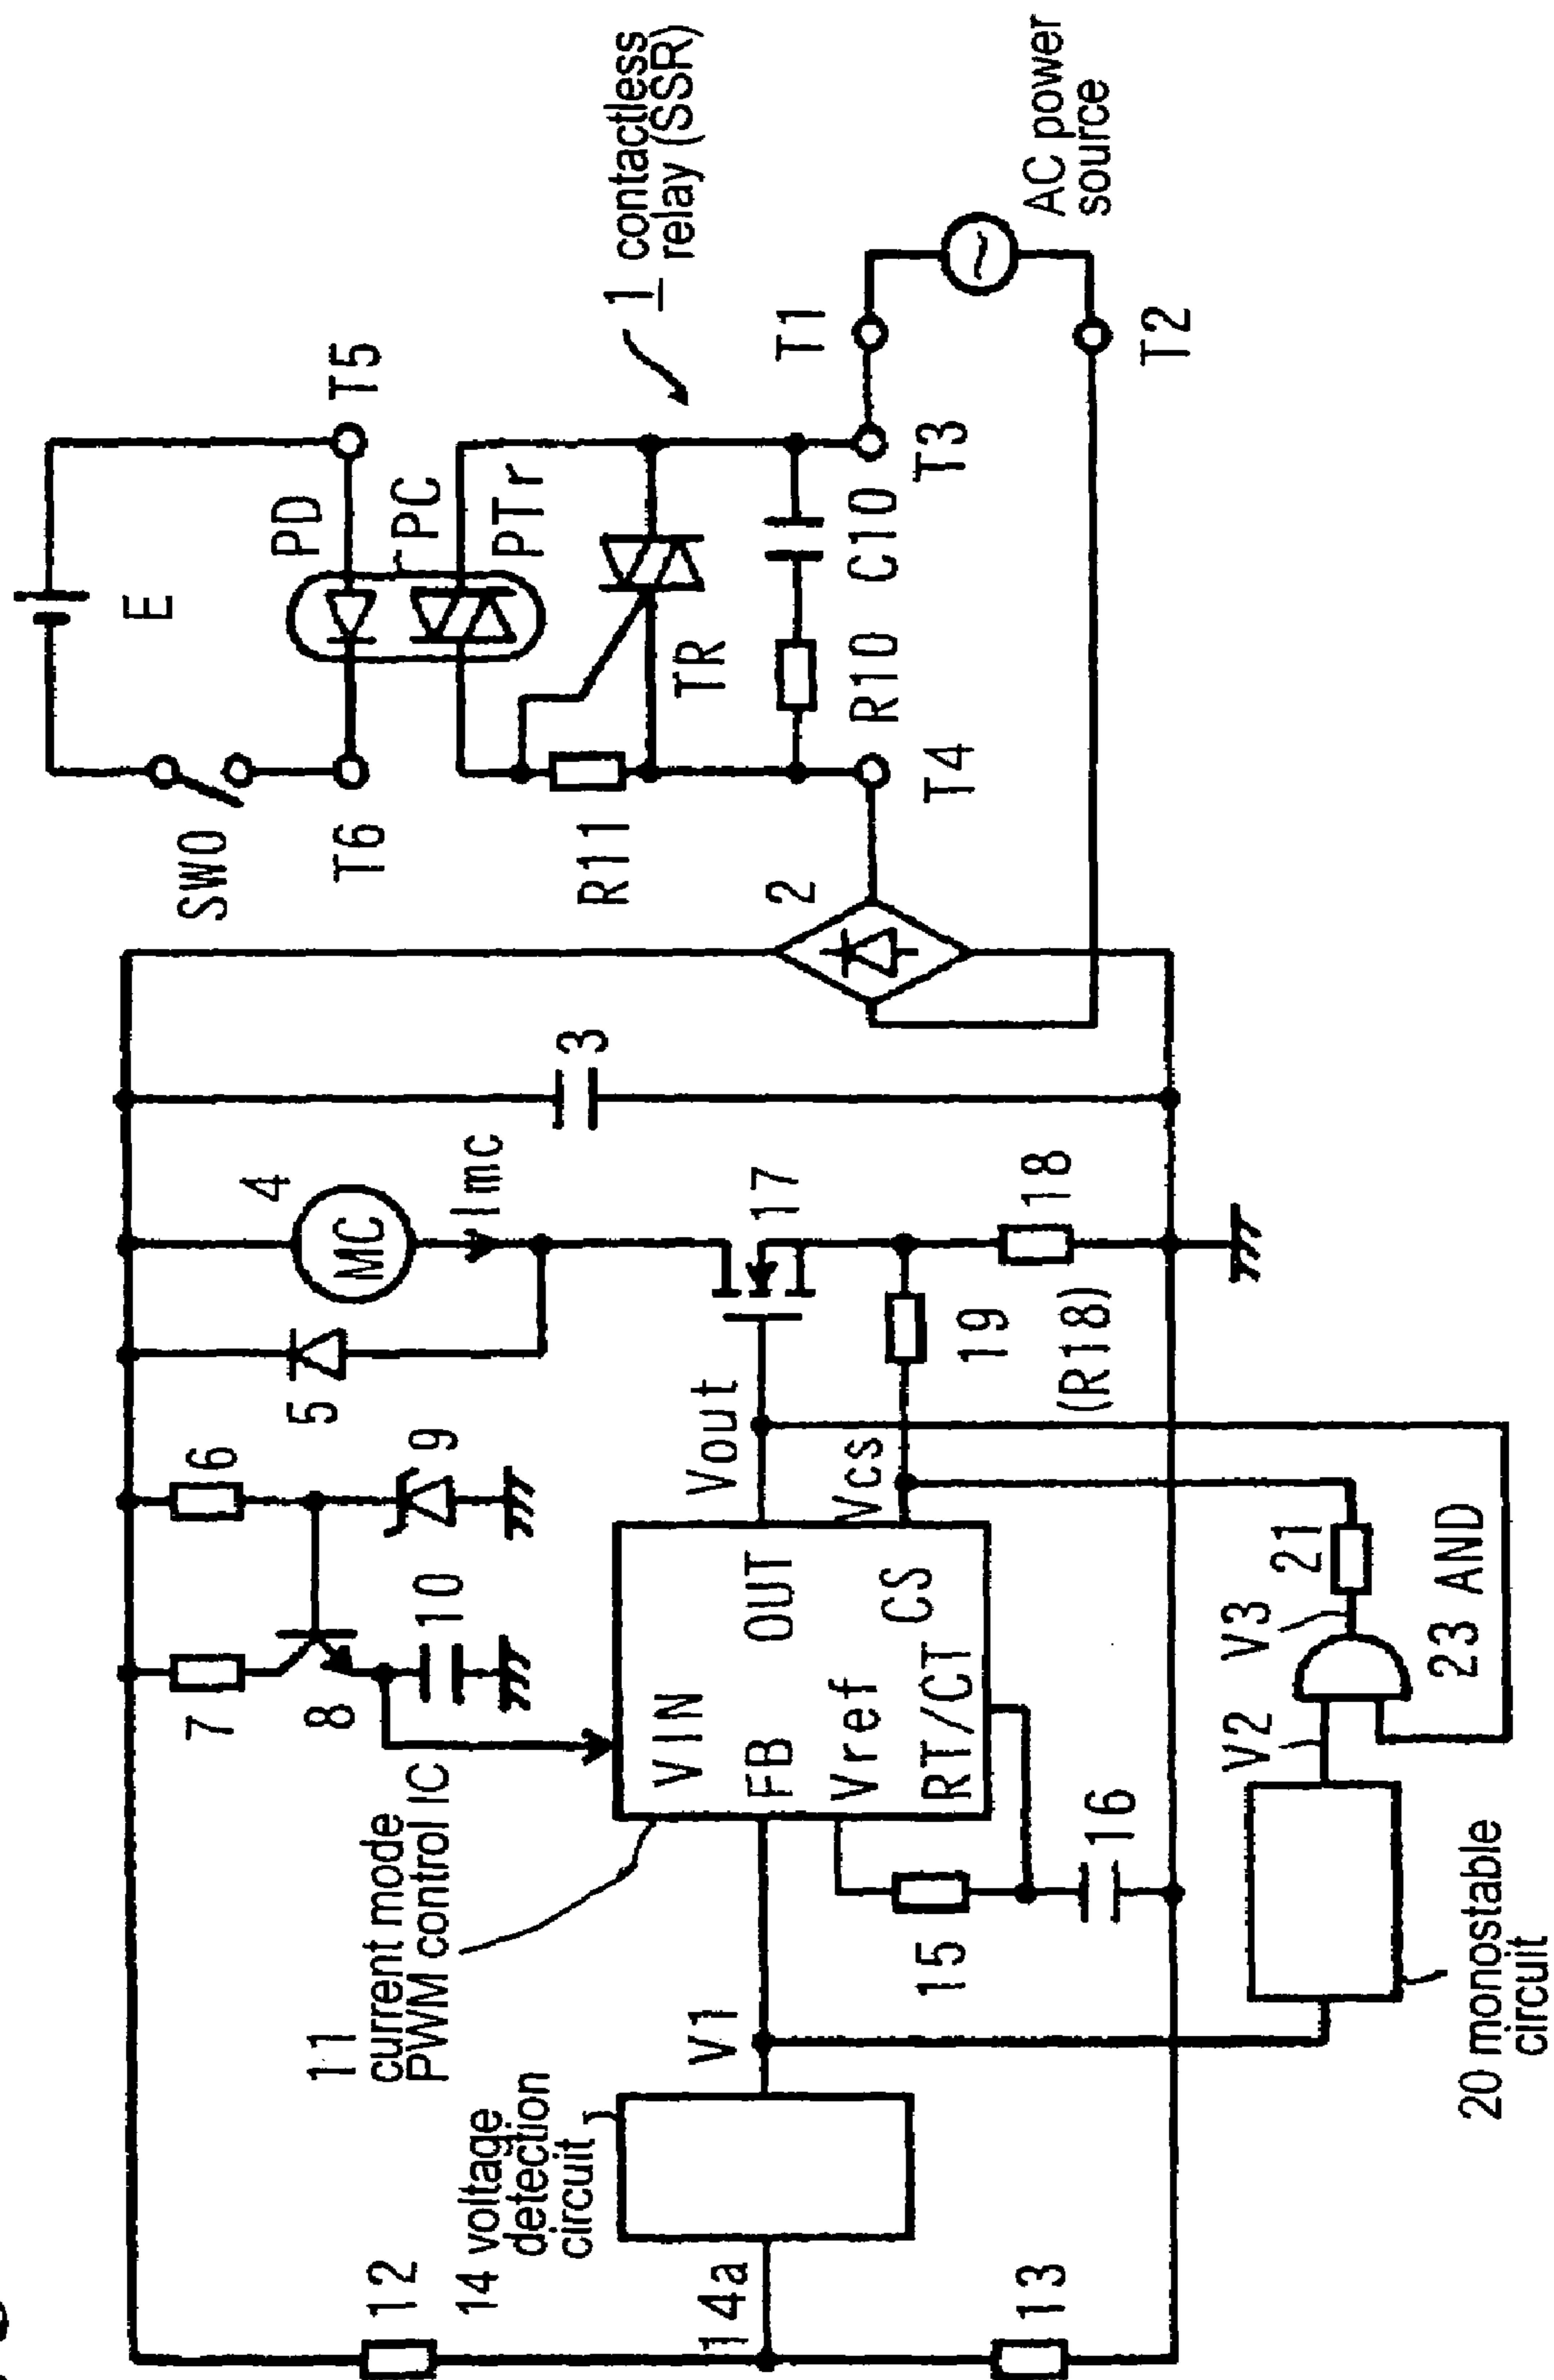 1 contactless
relay (SSR)
AC power
source
E
SW0
T5
T6
PD
PC
PTr
TR
R11
R10
C10
T1
T2
T3
T4
2
3
4
MC
Imc
5
6
7
8
9
10
11
current mode
PWM control IC
VIN
FB
OUT
Vref
CS
RT/CT
Vout
Vcs
17
18
(R18)
19
12
13
14 voltage
detection
circuit
14a
V1
15
16
20 monostable
circuit
V2
V3
21
23 AND